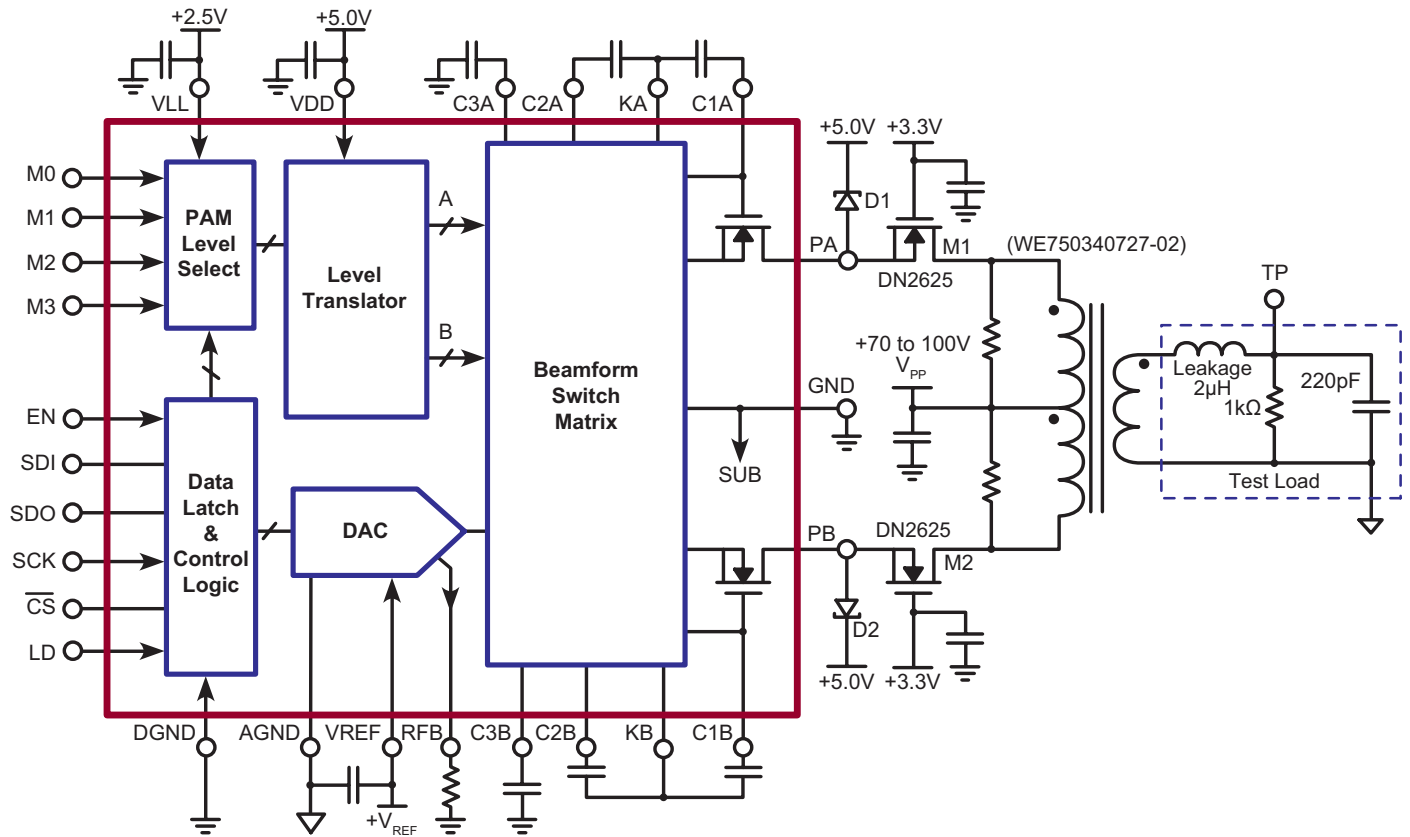 +2.5V
+5.0V
VLL
VDD
C3A
C2A
KA
C1A
+5.0V
+3.3V
M0
M1
M2
M3
PAM
Level
Select
Level
Translator
A
B
D1
PA
M1
DN2625
(WE750340727-02)
TP
Beamform
Switch
Matrix
+70 to 100V
VPP
GND
SUB
Leakage
2µH
1kΩ
220pF
Test Load
EN
SDI
SDO
SCK
CS
LD
Data
Latch
&
Control
Logic
DAC
PB
DN2625
M2
D2
+5.0V
+3.3V
DGND
AGND
VREF
RFB
C3B
C2B
KB
C1B
+VREF